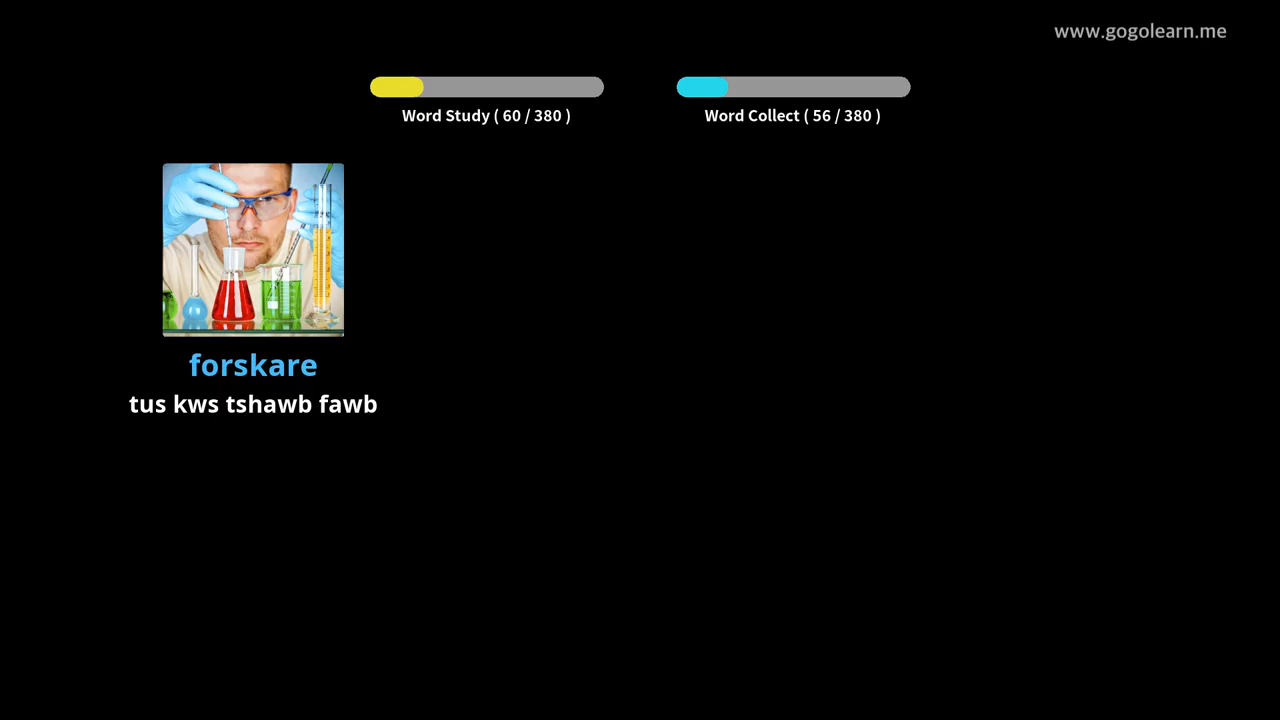 www.gogolearn.me
Word Study ( 60 / 380 )
Word Collect ( 56 / 380 )
forskare
tus kws tshawb fawb